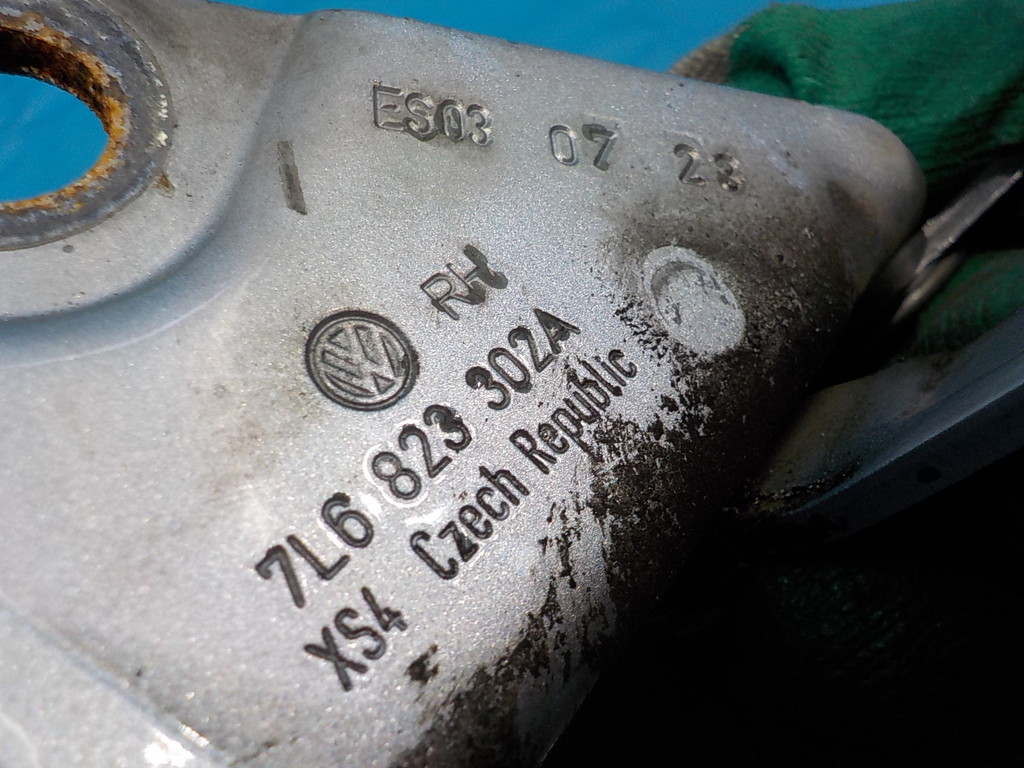 ES03 07 23
RH
7L6 823 302A
XS4 Czech Republic